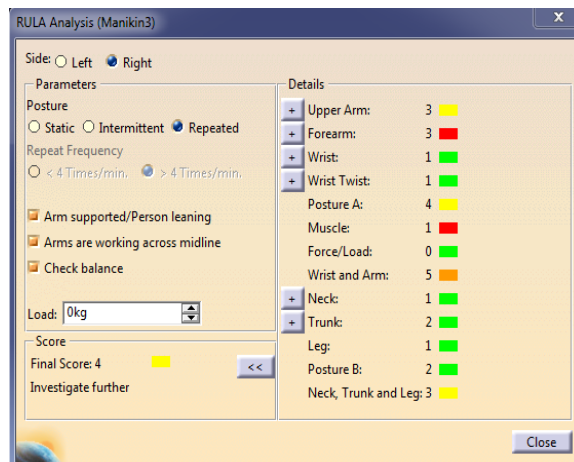 RULA Analysis (Manikin3)
x
Side: Left Right
Parameters
Posture
Static Intermittent Repeated
Repeat Frequency
< 4 Times/min. > 4 Times/min.
Arm supported/Person leaning
Arms are working across midline
Check balance
Load: 0kg
Score
Final Score: 4
<<
Investigate further
Details
+ Upper Arm: 3
+ Forearm: 3
+ Wrist: 1
+ Wrist Twist: 1
Posture A: 4
Muscle: 1
Force/Load: 0
Wrist and Arm: 5
+ Neck: 1
+ Trunk: 2
Leg: 1
Posture B: 2
Neck, Trunk and Leg: 3
Close